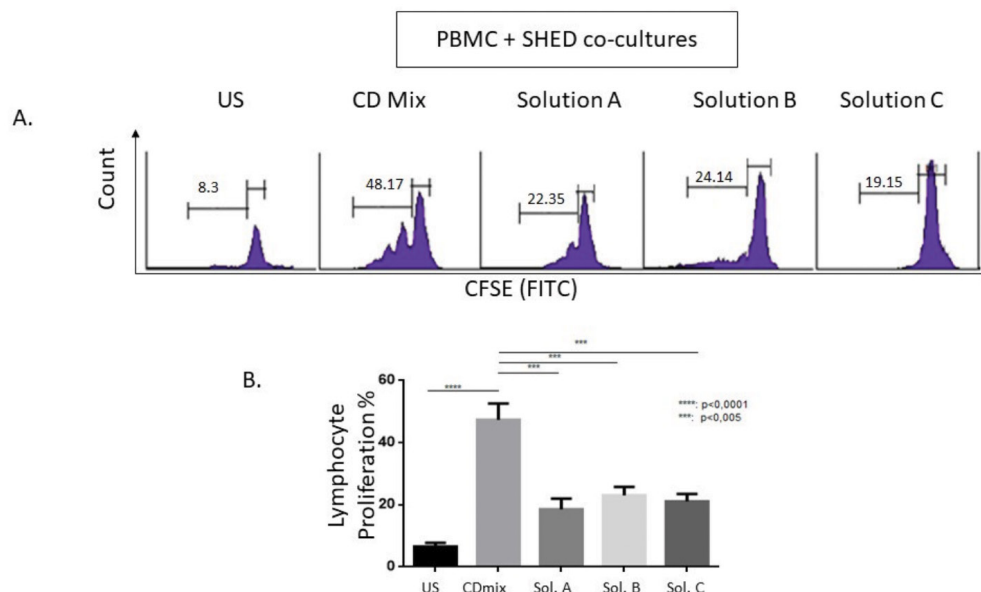 PBMC + SHED co-cultures
A.
US CD Mix Solution A Solution B Solution C
Count
8.3 48.17 22.35 24.14 19.15
CFSE (FITC)
B.
***
***
***
****
****: p<0,0001
***: p<0,005
Lymphocyte
Proliferation %
60
40
20
0
US CDmix Sol. A Sol. B Sol. C